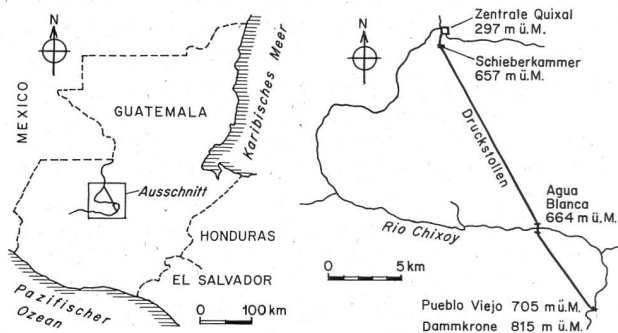 N
MEXICO
GUATEMALA
Karibisches Meer
Ausschnitt
HONDURAS
EL SALVADOR
Pazifischer
Ozean
0 100 km
N
Zentrale Quixal
297 m ü.M.
Schieberkammer
657 m ü.M.
Druckstollen
Agua
Blanca
664 m ü.M.
Rio Chixoy
0 5 km
Pueblo Viejo 705 m ü.M.
Dammkrone 815 m ü.M.